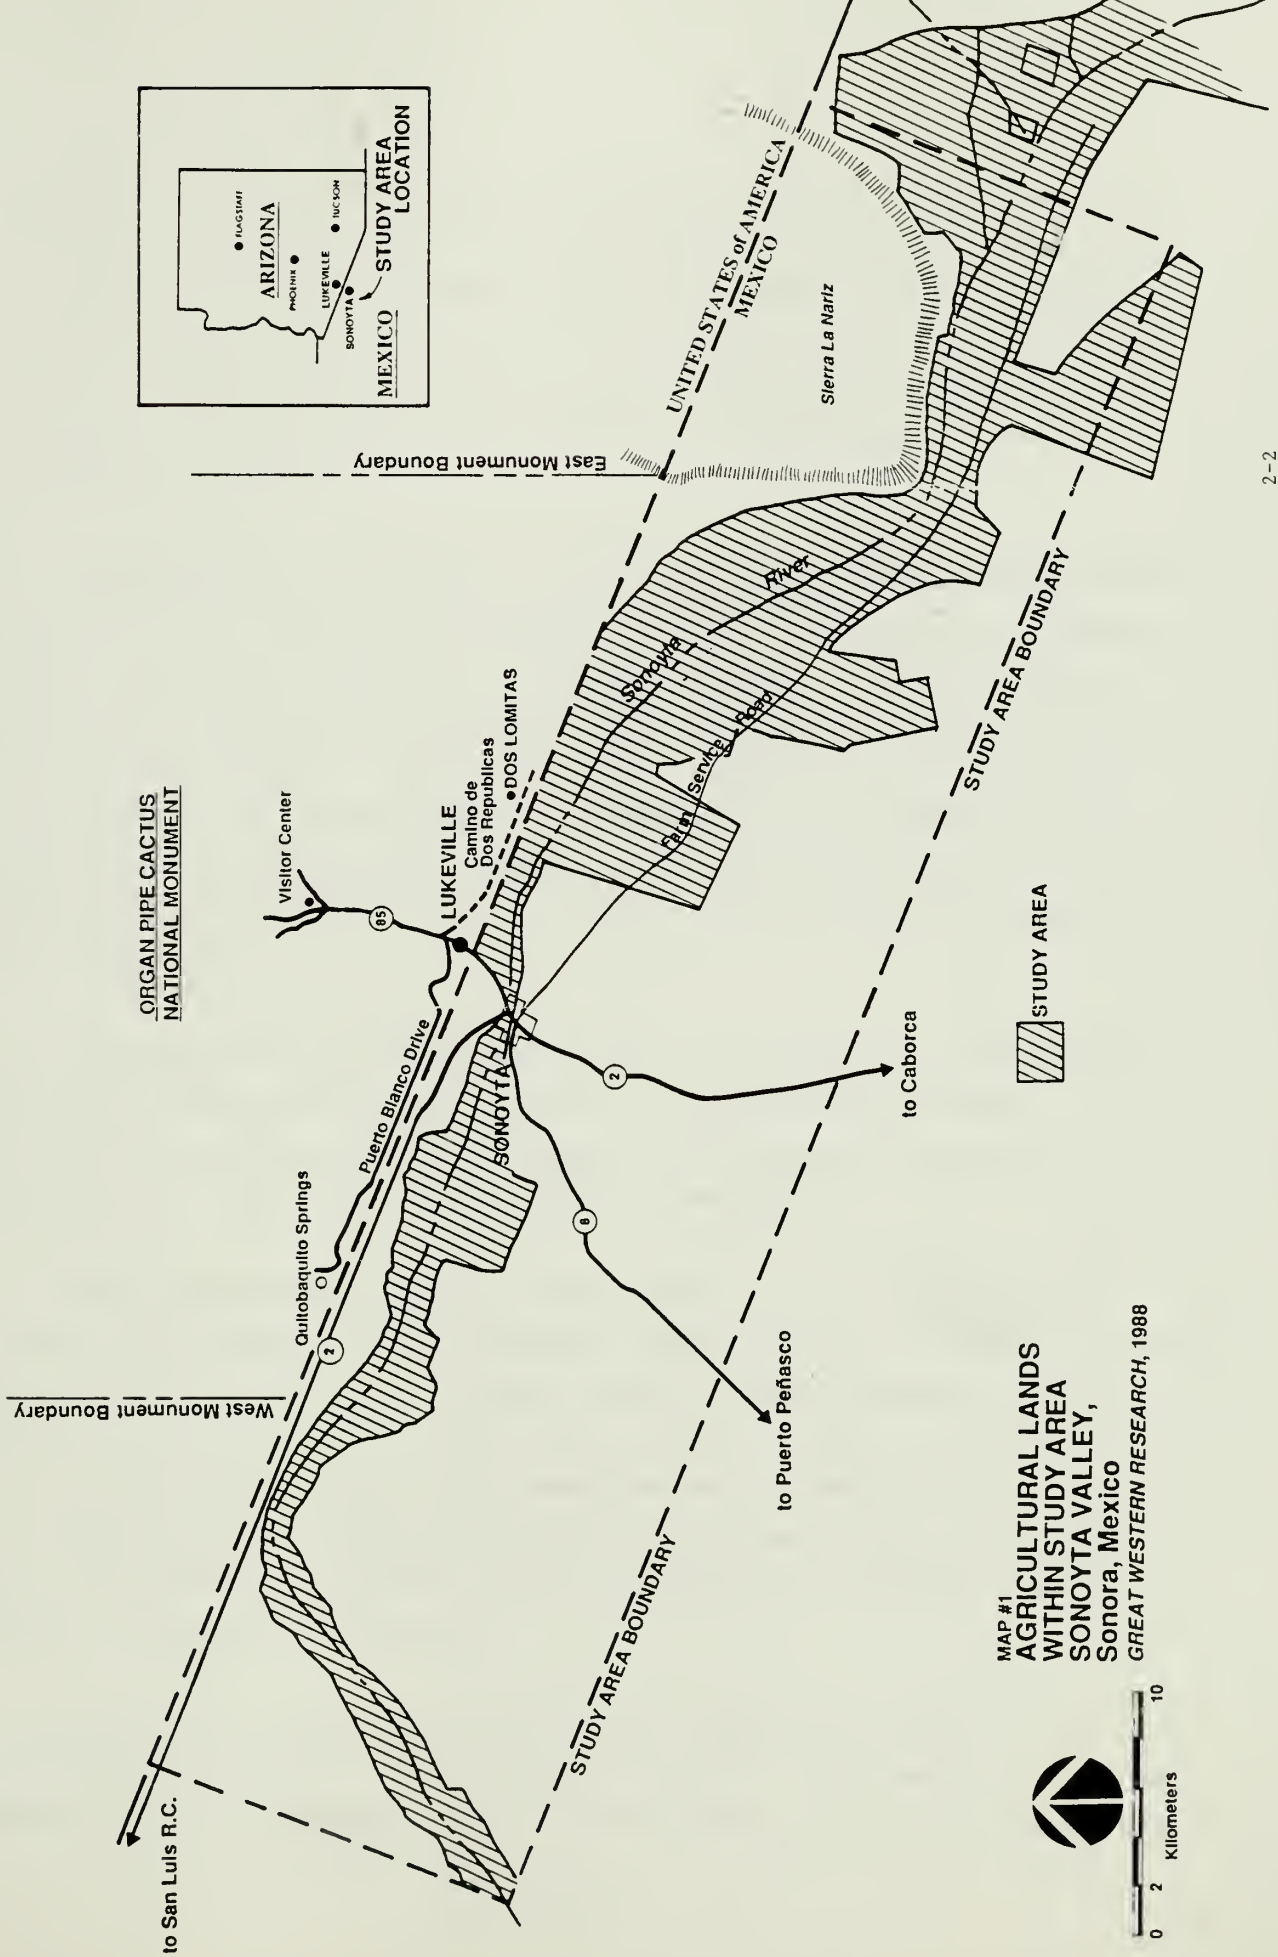 ORGAN PIPE CACTUS
NATIONAL MONUMENT
FLAGSTAFF
ARIZONA
PHOENIX
LUKEVILLE
TUCSON
SONOYTA
MEXICO
STUDY AREA
LOCATION
to San Luis R.C.
West Monument Boundary
2
Quitobaquito Springs
Puerto Blanco Drive
Visitor Center
85
LUKEVILLE
Camino de
Dos Republicas
DOS LOMITAS
East Monument Boundary
UNITED STATES of AMERICA
MEXICO
Sierra La Nariz
SONOYTA
Sonoyta River
Farm Service Road
8
2
to Puerto Peñasco
to Caborca
STUDY AREA BOUNDARY
STUDY AREA BOUNDARY
STUDY AREA
MAP #1
AGRICULTURAL LANDS
WITHIN STUDY AREA
SONOYTA VALLEY,
Sonora, Mexico
GREAT WESTERN RESEARCH, 1988
0 2 10
Kilometers
2-2